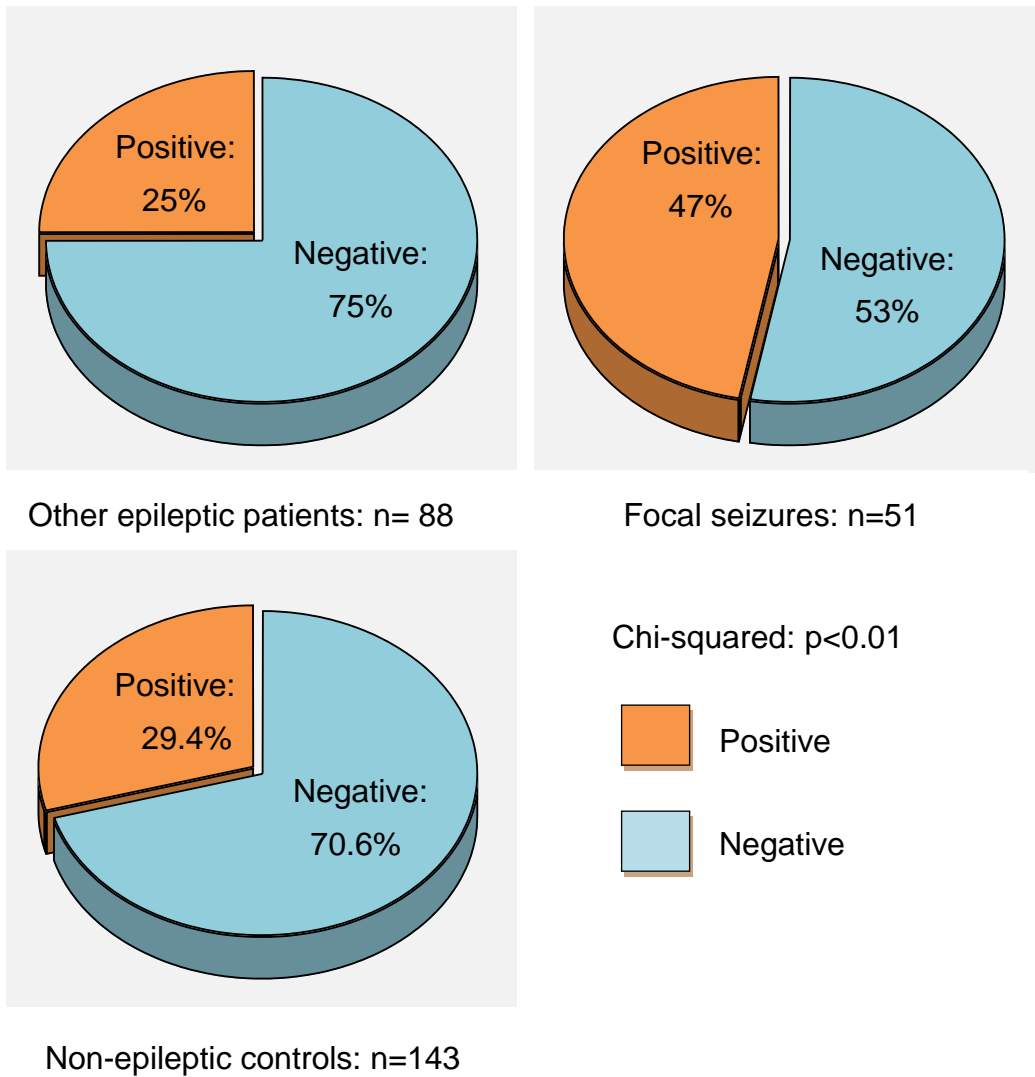 Positive:
25%
Negative:
75%
Other epileptic patients: n= 88
Positive:
47%
Negative:
53%
Focal seizures: n=51
Positive:
29.4%
Negative:
70.6%
Non-epileptic controls: n=143
Chi-squared: p<0.01
Positive
Negative